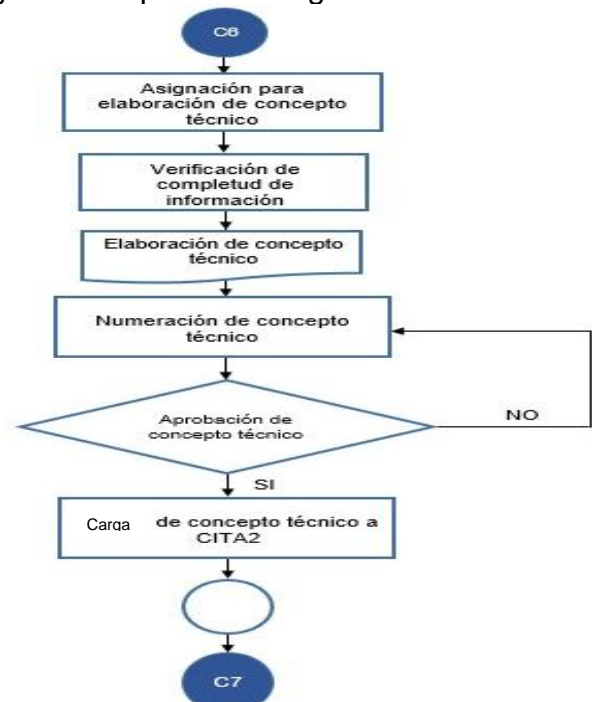 C6
Asignación para
elaboración de concepto
técnico
Verificación de
completud de
información
Elaboración de concepto
técnico
Numeración de concepto
técnico
Aprobación de
concepto técnico
NO
SI
Carga de concepto técnico a
CITA2
C7